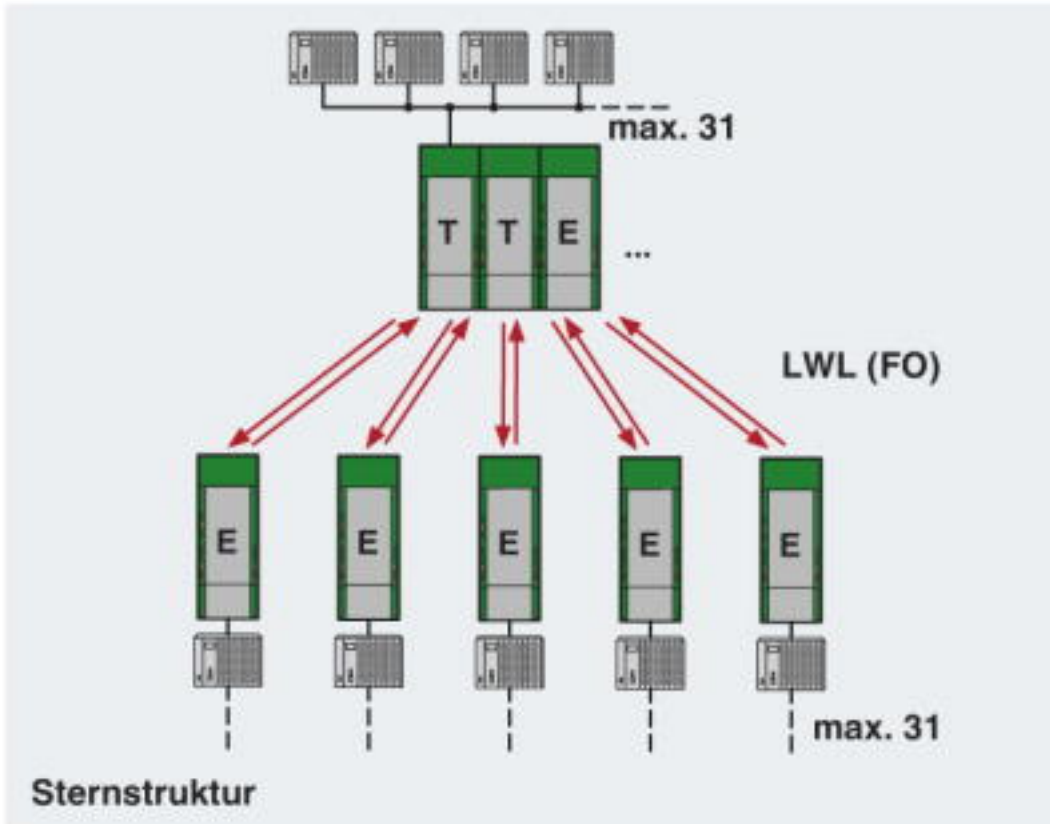 max. 31
T T E
...
LWL (FO)
E E E E E
max. 31
Sternstruktur